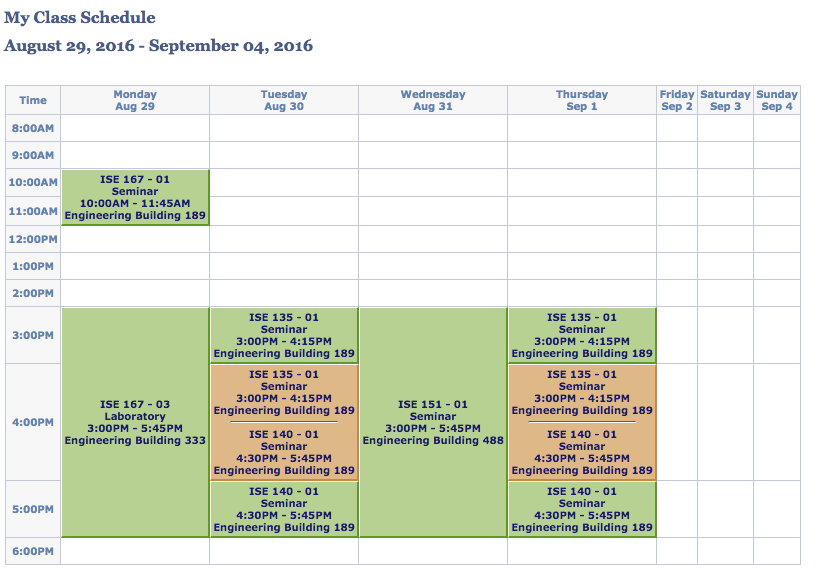 My Class Schedule
August 29, 2016 - September 04, 2016
Time
Monday
Aug 29
Tuesday
Aug 30
Wednesday
Aug 31
Thursday
Sep 1
Friday
Sep 2
Saturday
Sep 3
Sunday
Sep 4
8:00AM
9:00AM
10:00AM
ISE 167 - 01
Seminar
10:00AM - 11:45AM
Engineering Building 189
11:00AM
12:00PM
1:00PM
2:00PM
3:00PM
ISE 167 - 03
Laboratory
3:00PM - 5:45PM
Engineering Building 333
ISE 135 - 01
Seminar
3:00PM - 4:15PM
Engineering Building 189
ISE 151 - 01
Seminar
3:00PM - 5:45PM
Engineering Building 488
ISE 135 - 01
Seminar
3:00PM - 4:15PM
Engineering Building 189
4:00PM
ISE 135 - 01
Seminar
3:00PM - 4:15PM
Engineering Building 189
ISE 140 - 01
Seminar
4:30PM - 5:45PM
Engineering Building 189
ISE 135 - 01
Seminar
3:00PM - 4:15PM
Engineering Building 189
ISE 140 - 01
Seminar
4:30PM - 5:45PM
Engineering Building 189
5:00PM
ISE 140 - 01
Seminar
4:30PM - 5:45PM
Engineering Building 189
ISE 140 - 01
Seminar
4:30PM - 5:45PM
Engineering Building 189
6:00PM